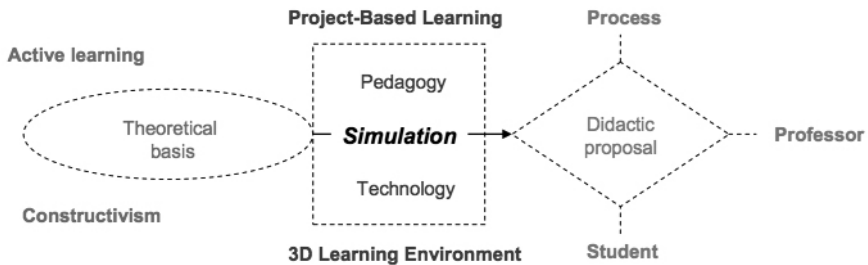 Project-Based Learning
Process
Active learning
Pedagogy
Theoretical
basis
Simulation
Didactic
proposal
Professor
Technology
Constructivism
3D Learning Environment
Student